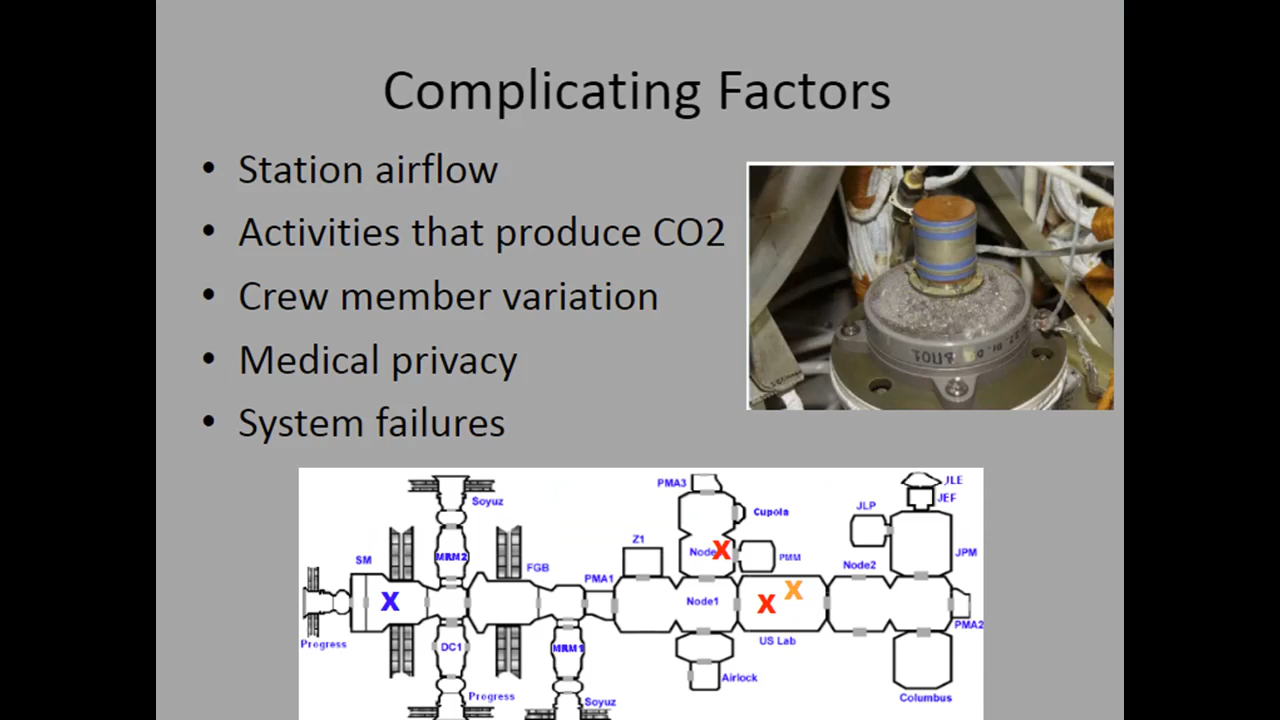 Complicating Factors
• Station airflow
• Activities that produce CO2
• Crew member variation
• Medical privacy
• System failures
PMA3
JLE
JEF
Soyuz
Cupola
JLP
Z1
SM
MRM2
X
PMM
JPM
FGB
Node2
PMA1
X
X
X
Node1
PMA2
Progress
DC1
MRM1
US Lab
Airlock
Progress
Soyuz
Columbus